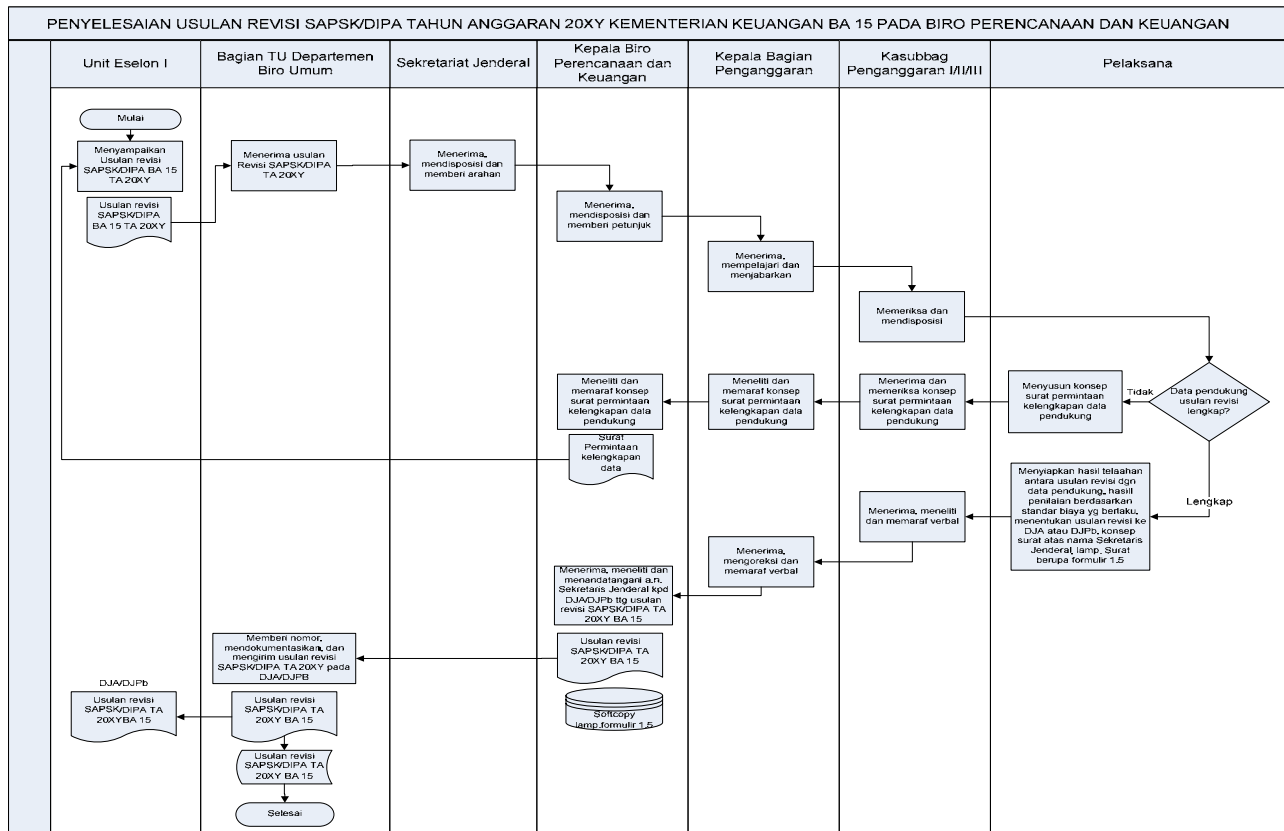 PENYELESAIAN USULAN REVISI SAPSK/DIPA TAHUN ANGGARAN 20XY KEMENTERIAN KEUANGAN BA 15 PADA BIRO PERENCANAAN DAN KEUANGAN
Unit Eselon I
Bagian TU Departemen
Biro Umum
Sekretariat Jenderal
Kepala Biro
Perencanaan dan
Keuangan
Kepala Bagian
Penganggaran
Kasubbag
Penganggaran I/II/III
Pelaksana
Mulai
Menyampaikan
Usulan revisi
SAPSK/DIPA BA 15
TA 20XY
Usulan revisi
SAPSK/DIPA
BA 15 TA 20XY
Menerima usulan
Revisi SAPSK/DIPA
TA 20XY
Menerima,
mendisposisi dan
memberi arahan
Menerima,
mendisposisi dan
memberi petunjuk
Menerima,
mempelajari dan
menjabarkan
Memeriksa dan
mendisposisi
Data pendukung
usulan revisi
lengkap?
Tidak
Menyusun konsep
surat permintaan
kelengkapan data
pendukung
Menerima dan
memeriksa konsep
surat permintaan
kelengkapan data
pendukung
Meneliti dan
memaraf konsep
surat permintaan
kelengkapan data
pendukung
Meneliti dan
memaraf konsep
surat permintaan
kelengkapan data
pendukung
Surat
Permintaan
kelengkapan
data
Lengkap
Menyiapkan hasil telaahan
antara usulan revisi dgn
data pendukung, hasill
penilaian berdasarkan
standar biaya yg berlaku,
menentukan usulan revisi ke
DJA atau DJPb, konsep
surat atas nama Sekretaris
Jenderal, lamp. Surat
berupa formulir 1.5
Menerima, meneliti
dan memaraf verbal
Menerima,
mengoreksi dan
memaraf verbal
Menerima, meneliti dan
menandatangani a.n.
Sekretaris Jenderal kpd
DJA/DJPb ttg usulan
revisi SAPSK/DIPA TA
20XY BA 15
Usulan revisi
SAPSK/DIPA TA
20XY BA 15
Softcopy
lamp.formulir 1.5
Memberi nomor,
mendokumentasikan, dan
mengirim usulan revisi
SAPSK/DIPA TA 20XY pada
DJA/DJPB
Usulan revisi
SAPSK/DIPA TA
20XY BA 15
DJA/DJPb
Usulan revisi
SAPSK/DIPA TA
20XYBA 15
Usulan revisi
SAPSK/DIPA TA
20XY BA 15
Selesai